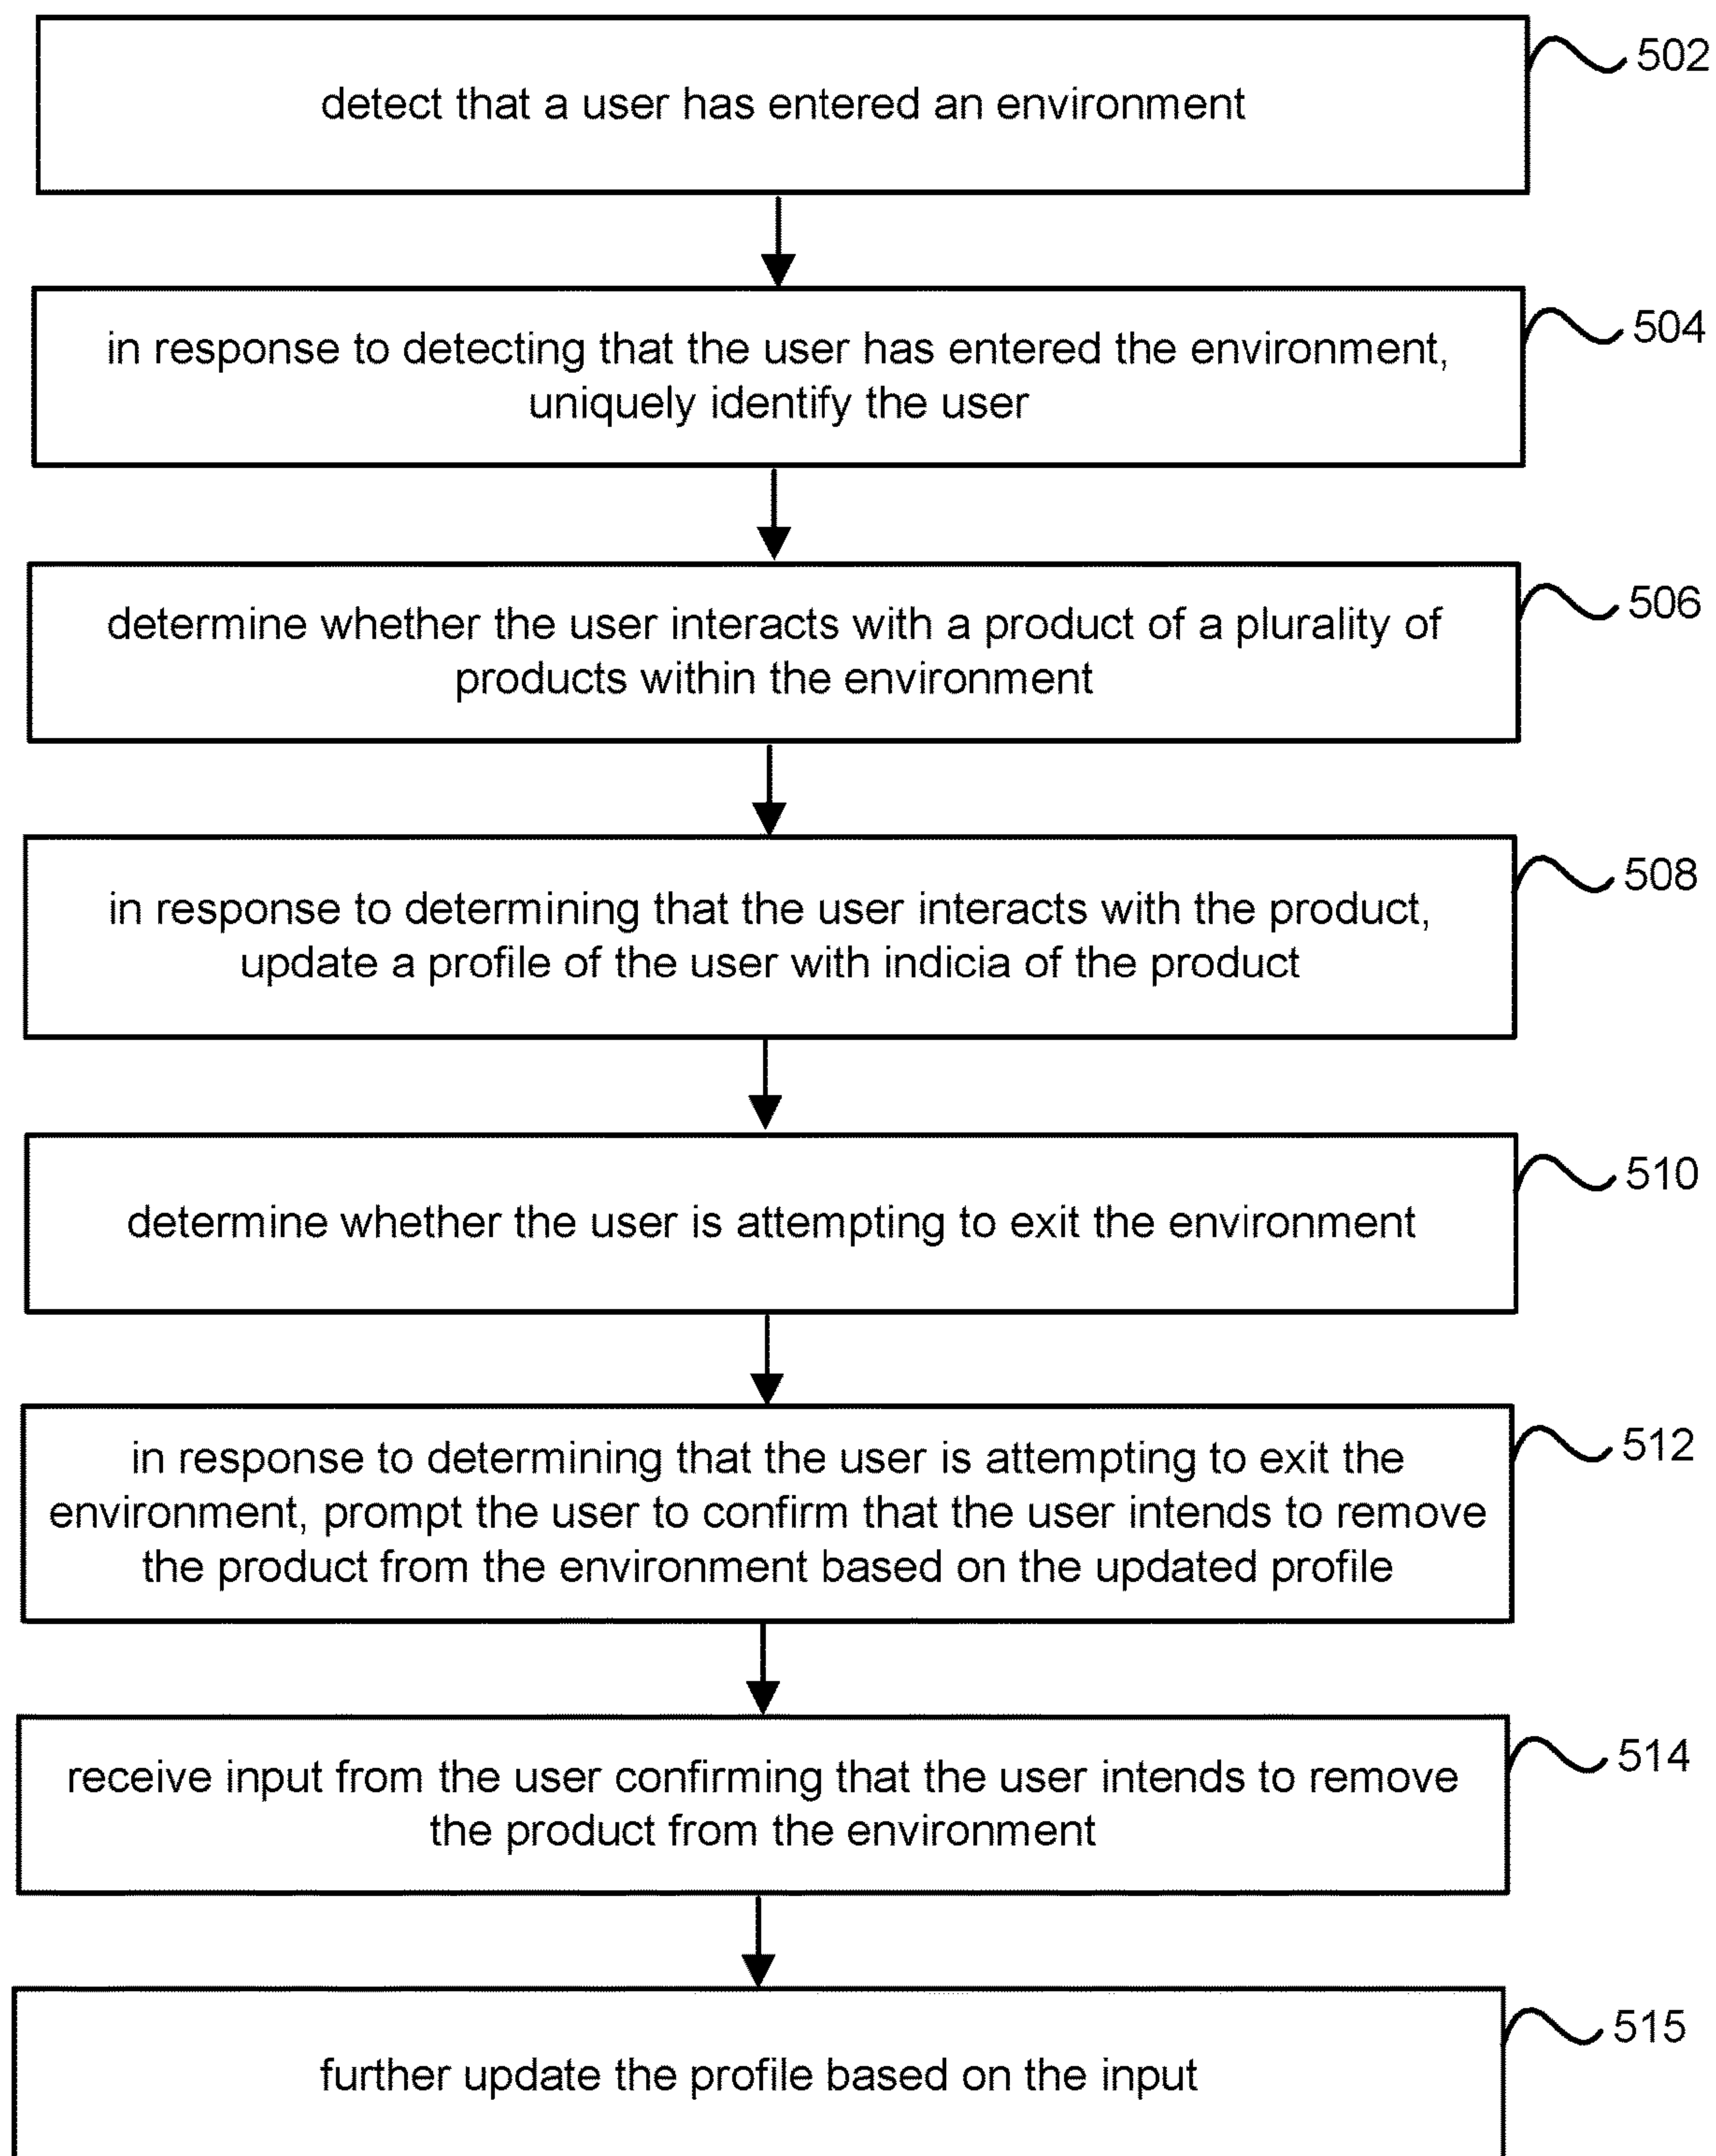 detect that a user has entered an environment
502
in response to detecting that the user has entered the environment,
uniquely identify the user
504
determine whether the user interacts with a product of a plurality of
products within the environment
506
in response to determining that the user interacts with the product,
update a profile of the user with indicia of the product
508
determine whether the user is attempting to exit the environment
510
in response to determining that the user is attempting to exit the
environment, prompt the user to confirm that the user intends to remove
the product from the environment based on the updated profile
512
receive input from the user confirming that the user intends to remove
the product from the environment
514
further update the profile based on the input
515